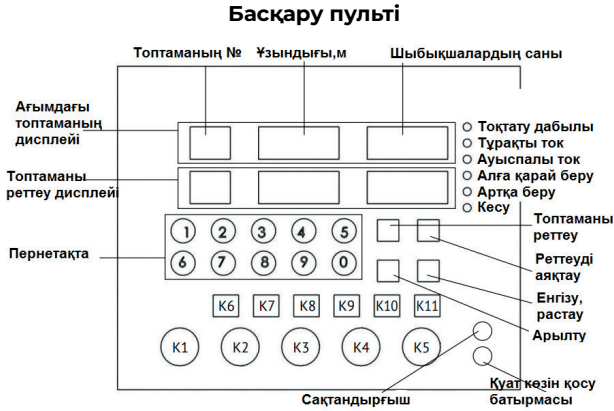 Басқару пульті
Топтаманың № Ұзындығы,м Шыбықшалардың саны
Ағымдағы
топтаманың
дисплейі
Тоқтату дабылы
Тұрақты ток
Ауыспалы ток
Алға қарай беру
Артқа беру
Кесу
Топтаманы
реттеу дисплейі
1 2 3 4 5
6 7 8 9 0
Пернетақта
Топтаманы
реттеу
Реттеуді
аяқтау
Енгізу,
растау
Арылту
K6 K7 K8 K9 K10 K11
K1 K2 K3 K4 K5
Сақтандырғыш
Қуат көзін қосу
батырмасы